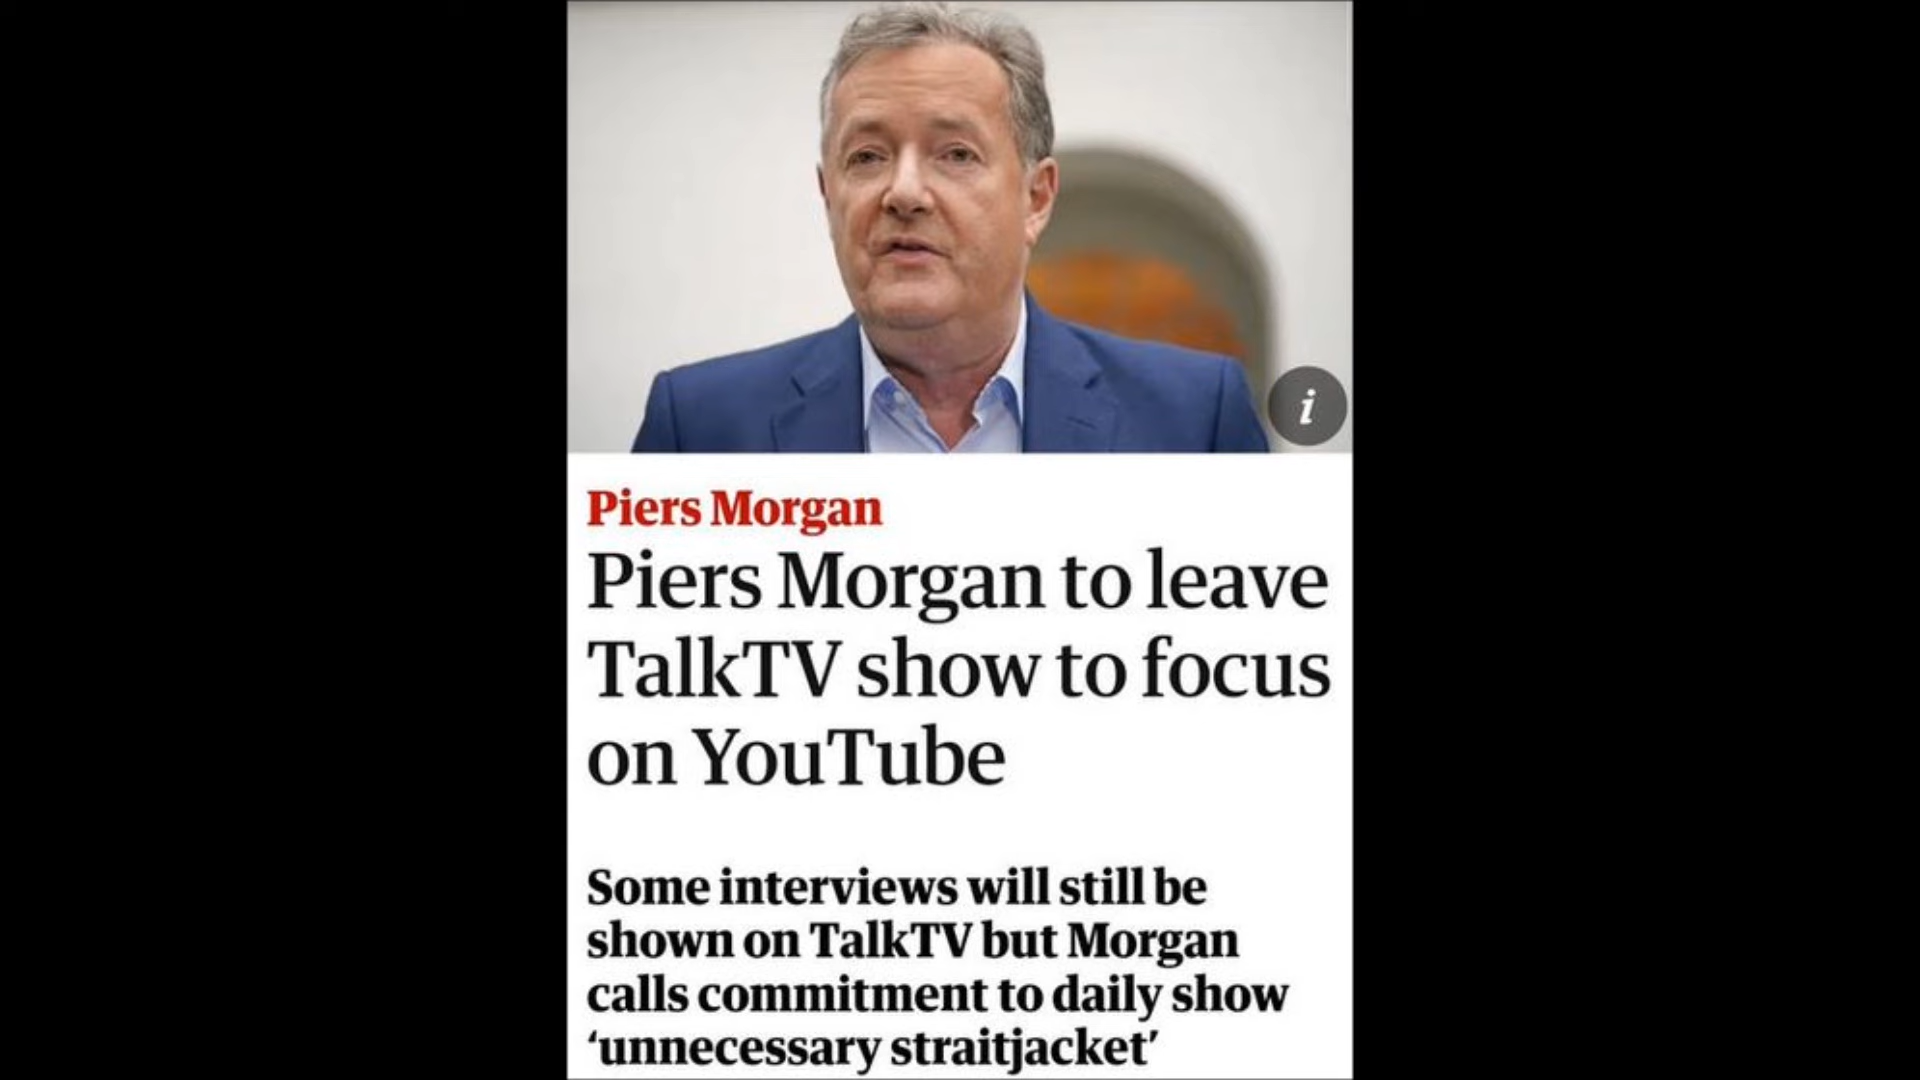 i
Piers Morgan
Piers Morgan to leave
TalkTV show to focus
on YouTube
Some interviews will still be
shown on TalkTV but Morgan
calls commitment to daily show
‘unnecessary straitjacket’